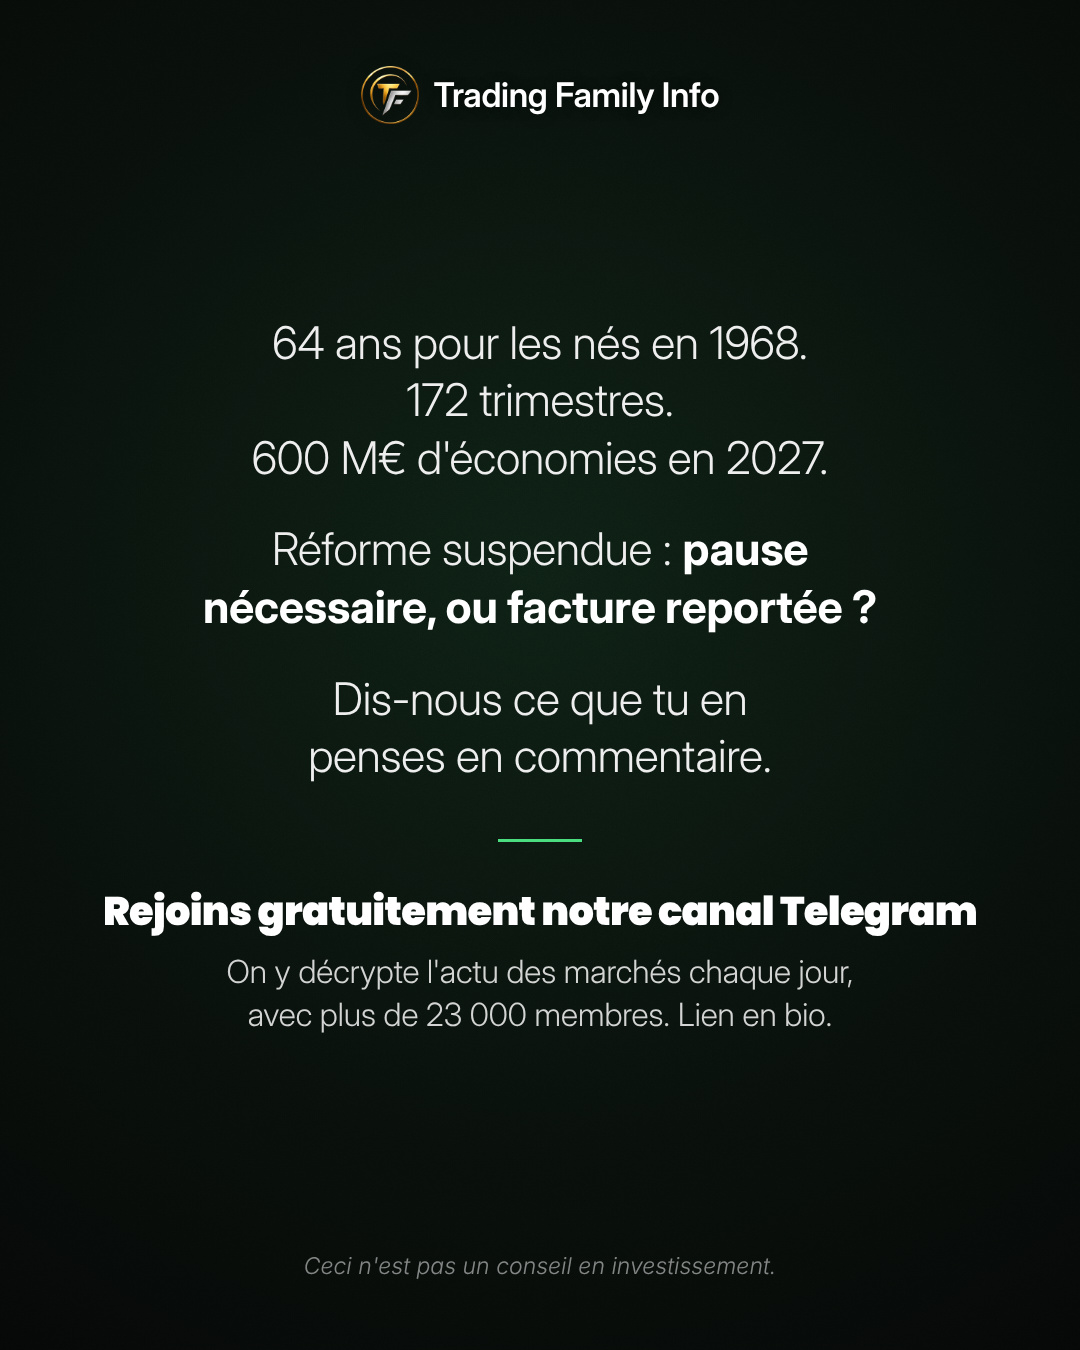 TF Trading Family Info
64 ans pour les nés en 1968.
172 trimestres.
600 M€ d'économies en 2027.
Réforme suspendue : pause
nécessaire, ou facture reportée ?
Dis-nous ce que tu en
penses en commentaire.
Rejoins gratuitement notre canal Telegram
On y décrypte l'actu des marchés chaque jour,
avec plus de 23 000 membres. Lien en bio.
Ceci n'est pas un conseil en investissement.